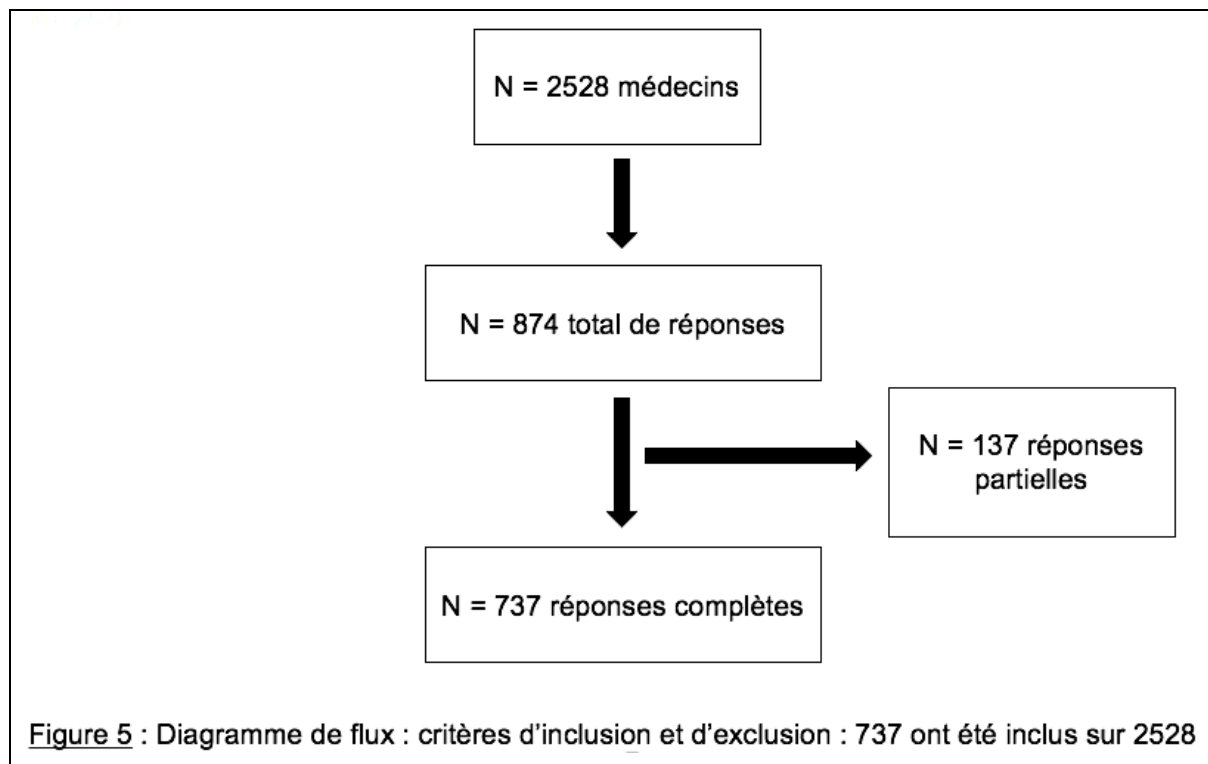 N = 2528 médecins
N = 874 total de réponses
N = 137 réponses
partielles
N = 737 réponses complètes
Figure 5 : Diagramme de flux : critères d’inclusion et d’exclusion : 737 ont été inclus sur 2528